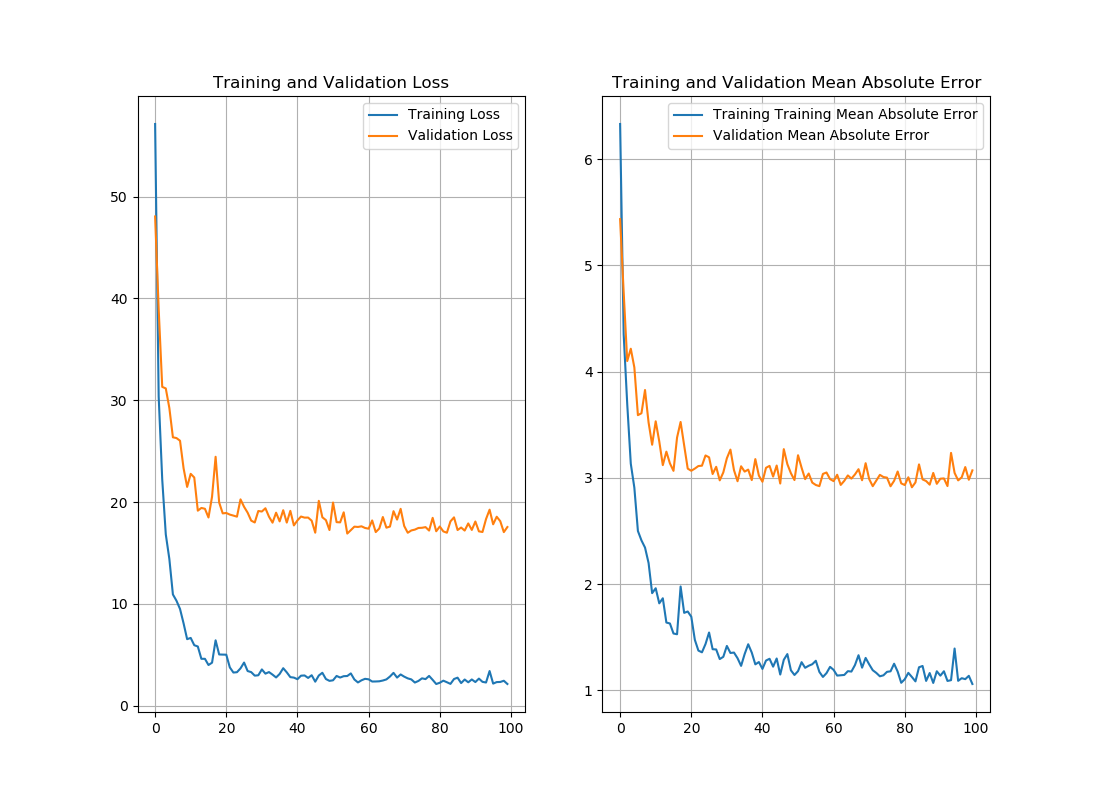 Training and Validation Loss
Training Loss
Validation Loss
50
40
30
20
10
0
0 20 40 60 80 100
Training and Validation Mean Absolute Error
Training Training Mean Absolute Error
Validation Mean Absolute Error
6
5
4
3
2
1
0 20 40 60 80 100